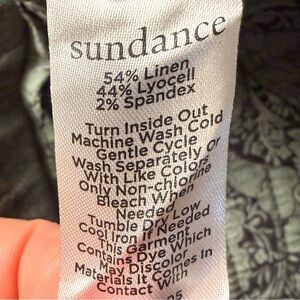 sundance
54% Linen
44% Lyocell
2% Spandex
Turn Inside Out
Machine Wash Cold
Gentle Cycle
Wash Separately Or
With Like Colors
Only Non-chlorine
Bleach When
Needed
Tumble Dry Low
Cool Iron If Needed
This Garment
Contains Dye Which
May Discolor
Materials It Comes In
Contact With